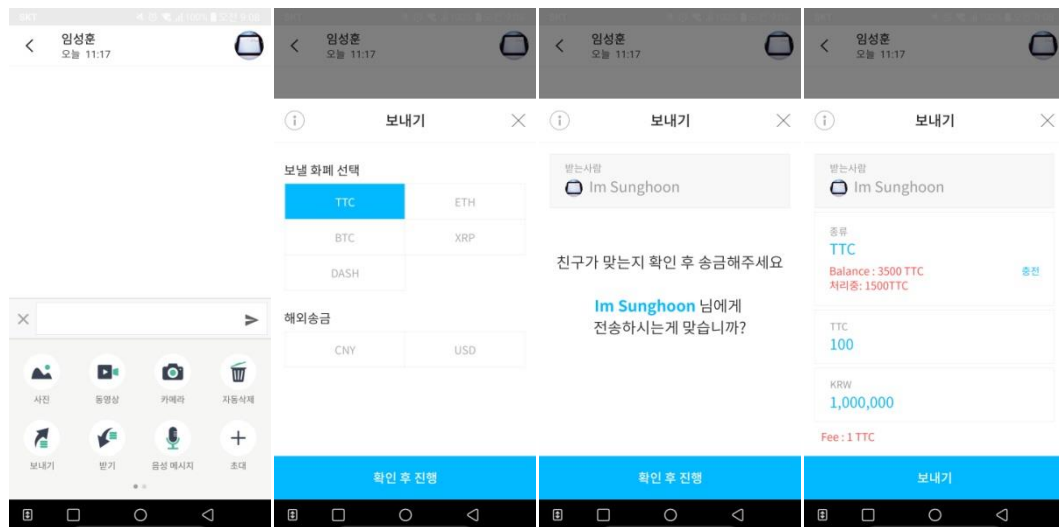 SKT
100%
오전 9:08
임성훈
오늘 11:17
사진
동영상
카메라
자동삭제
보내기
받기
음성 메시지
초대
임성훈
오늘 11:17
보내기
보낼 화폐 선택
TTC
ETH
BTC
XRP
DASH
해외송금
CNY
USD
확인 후 진행
임성훈
오늘 11:17
보내기
받는사람
Im Sunghoon
친구가 맞는지 확인 후 송금해주세요
Im Sunghoon 님에게
전송하시는게 맞습니까?
확인 후 진행
임성훈
오늘 11:17
보내기
받는사람
Im Sunghoon
종류
TTC
Balance : 3500 TTC
충전
처리중: 1500TTC
TTC
100
KRW
1,000,000
Fee : 1 TTC
보내기